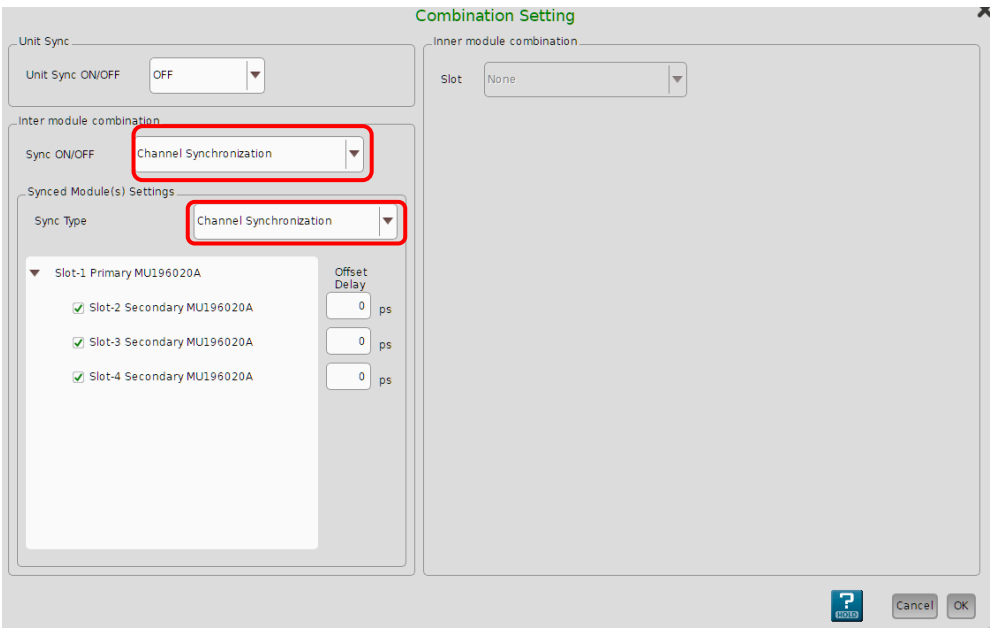 Combination Setting
Unit Sync
Unit Sync ON/OFF OFF
Inter module combination
Sync ON/OFF Channel Synchronization
Synced Module(s) Settings
Sync Type Channel Synchronization
Slot-1 Primary MU196020A
Offset
Delay
Slot-2 Secondary MU196020A 0 ps
Slot-3 Secondary MU196020A 0 ps
Slot-4 Secondary MU196020A 0 ps
Inner module combination
Slot None
?
HOLD
Cancel OK